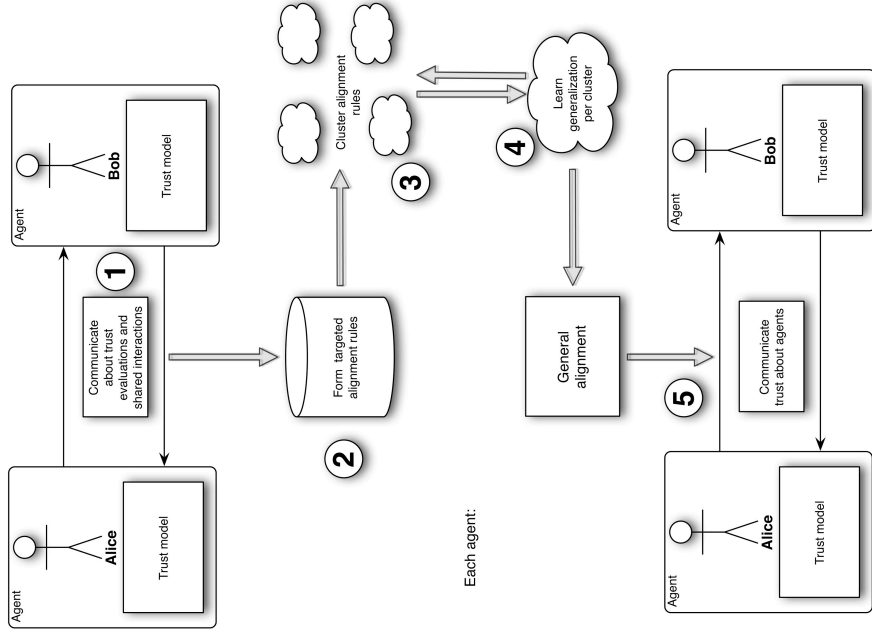 Agent
Alice
Trust model
Communicate
about trust
evaluations and
shared interactions
1
Agent
Bob
Trust model
Each agent:
2
Form targeted
alignment rules
3
Cluster alignment
rules
4
Learn
generalization
per cluster
General
alignment
5
Agent
Alice
Trust model
Communicate
trust about agents
Agent
Bob
Trust model